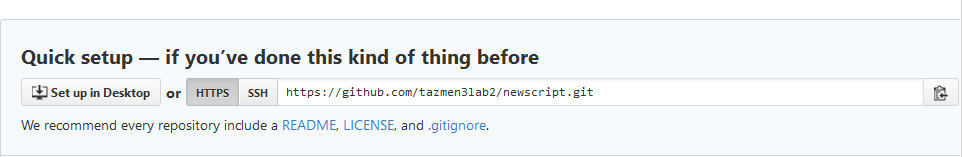 Quick setup — if you've done this kind of thing before
Set up in Desktop or HTTPS SSH https://github.com/tazmen3lab2/newscript.git
We recommend every repository include a README, LICENSE, and .gitignore.